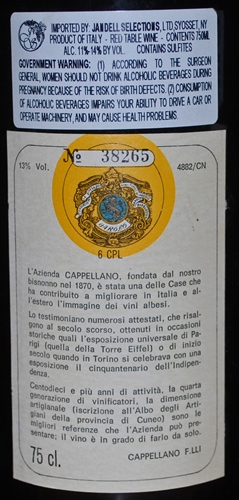 IMPORTED BY: JANDELL SELECTIONS, LTD, SYOSSET, NY
PRODUCT OF ITALY - RED TABLE WINE - CONTENTS 750ML
ALC. 11%-14% BY VOL. CONTAINS SULFITES
GOVERNMENT WARNING: (1) ACCORDING TO THE SURGEON
GENERAL, WOMEN SHOULD NOT DRINK ALCOHOLIC BEVERAGES DURING
PREGNANCY BECAUSE OF THE RISK OF BIRTH DEFECTS. (2) CONSUMPTION
OF ALCOHOLIC BEVERAGES IMPAIRS YOUR ABILITY TO DRIVE A CAR OR
OPERATE MACHINERY, AND MAY CAUSE HEALTH PROBLEMS.
No 38265
13% Vol. 4882/CN
BAROLO
6 CPL
L'Azienda CAPPELLANO, fondata dal nostro
bisnonno nel 1870, è stata una delle Case che
ha contribuito a migliorare in Italia e al-
l'estero l'immagine dei vini albesi.
Lo testimoniano numerosi attestati, che risal-
gono al secolo scorso, ottenuti in occasioni
storiche quali l'esposizione universale di Pa-
rigi (quella della Torre Eiffel) o di inizio
secolo quando in Torino si celebrava con una
esposizione il cinquantenario dell'Indipen-
denza.
Centodieci e più anni di attività, la quarta
generazione di vinificatori, la dimensione
artigianale (iscrizione all'Albo degli Arti-
giani della provincia di Cuneo) sono le
migliori referenze che l'Azienda può pre-
sentare; il vino è in grado di farlo da solo.
75 cl. CAPPELLANO F.LLI